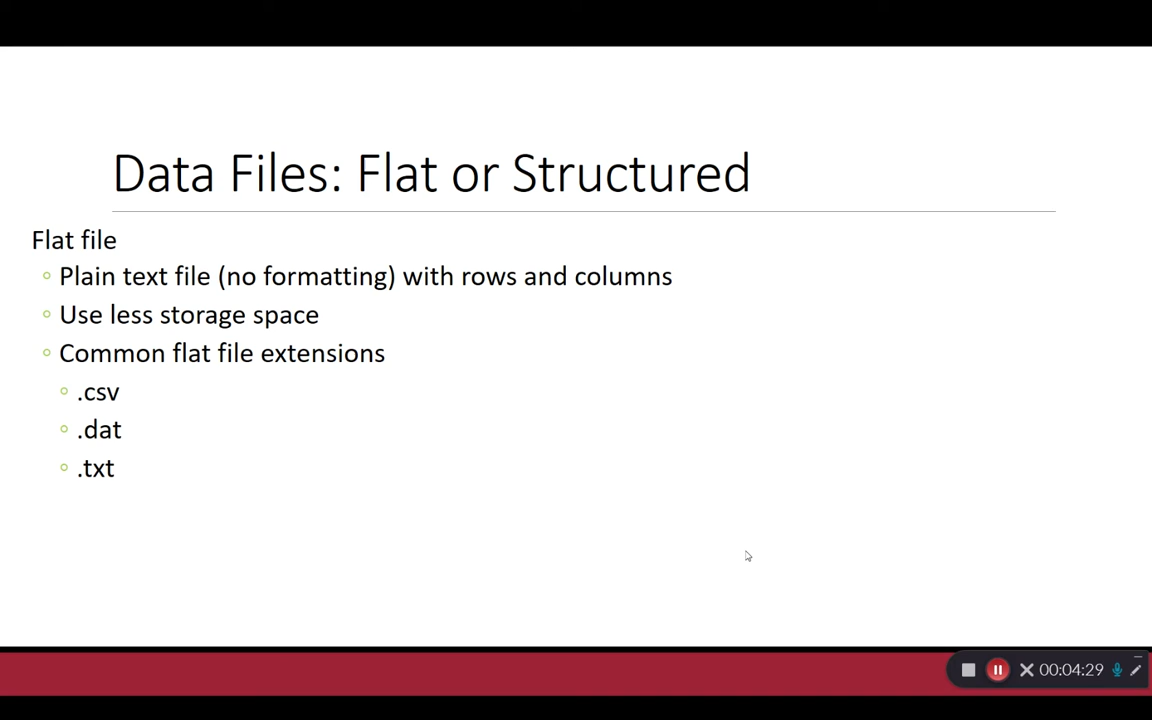 Data Files: Flat or Structured
Flat file
Plain text file (no formatting) with rows and columns
Use less storage space
Common flat file extensions
.csv
.dat
.txt
00:04:29